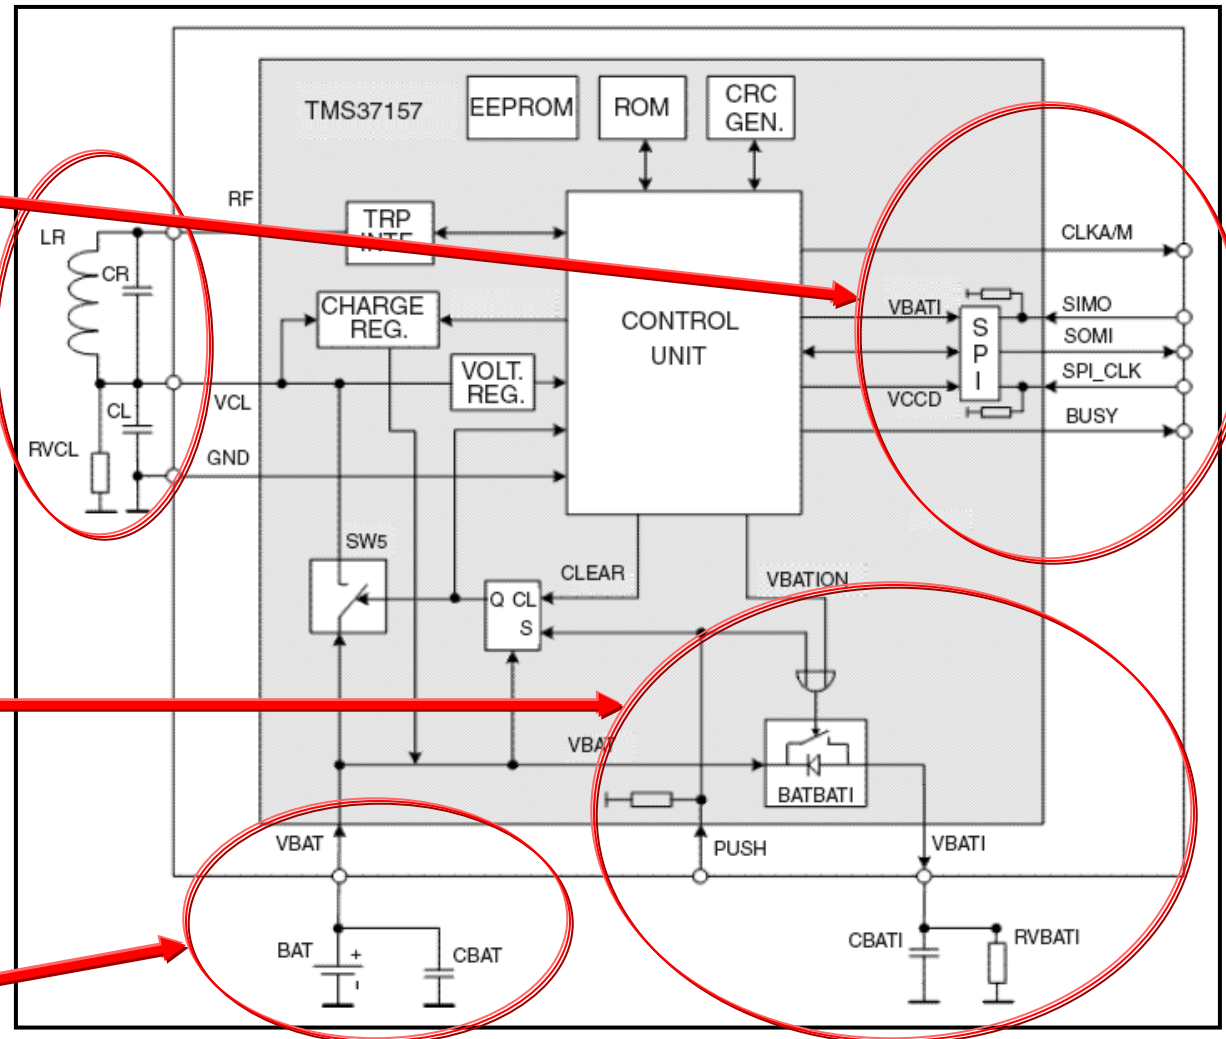 TMS37157
EEPROM
ROM
CRC
GEN.
RF
TRP
INTF
LR
CR
CLKA/M
CHARGE
REG.
CONTROL
UNIT
VBATI
SIMO
S
P
I
SOMI
VOLT.
REG.
SPI_CLK
VCL
VCCD
CL
BUSY
RVCL
GND
SW5
CLEAR
VBATION
Q CL
S
VBAT
BATBATI
VBAT
PUSH
VBATI
BAT
+
-
CBAT
CBATI
RVBATI